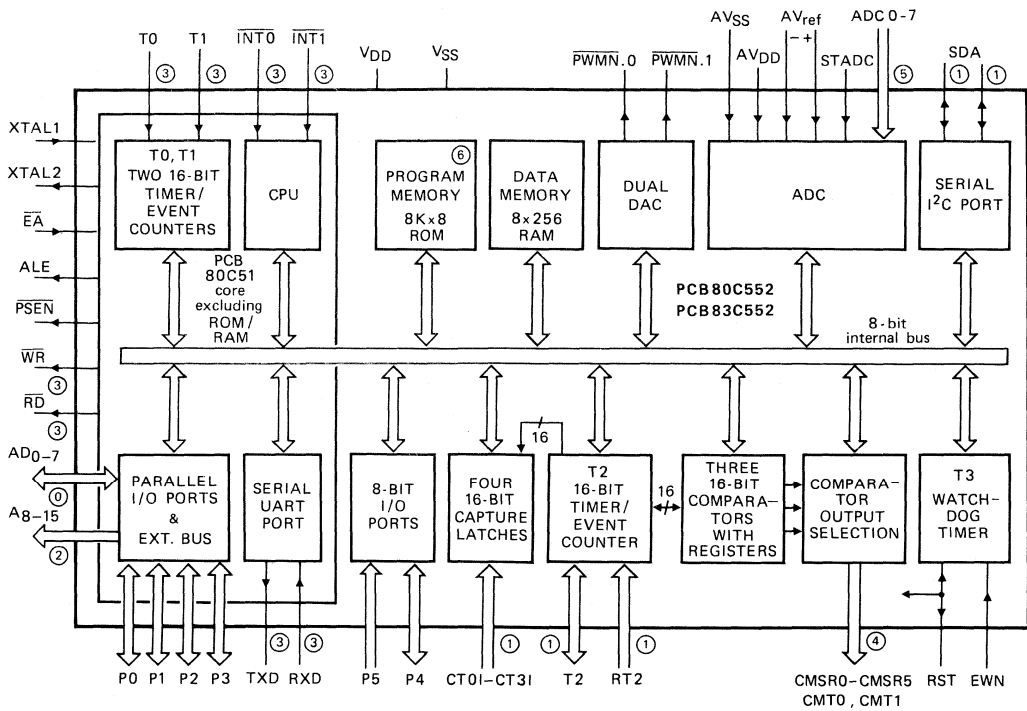 T0 T1 INT0 INT1 VDD VSS PWMN.0 PWMN.1 AVSS AVDD AVref STADC ADC0-7 SDA
- +
③ ③ ③ ③ ⑤ ① ①
XTAL1
XTAL2
EA
ALE
PSEN
WR
③
RD
③
AD0-7
⓪
A8-15
②
T0, T1
TWO 16-BIT
TIMER/
EVENT
COUNTERS
CPU
PCB
80C51
core
excluding
ROM/
RAM
⑥
PROGRAM
MEMORY
8Kx8
ROM
DATA
MEMORY
8x256
RAM
DUAL
DAC
ADC
SERIAL
I2C PORT
PCB80C552
PCB83C552
8-bit
internal bus
PARALLEL
I/O PORTS
&
EXT. BUS
SERIAL
UART
PORT
8-BIT
I/O
PORTS
FOUR
16-BIT
CAPTURE
LATCHES
16
T2
16-BIT
TIMER/
EVENT
COUNTER
16
THREE
16-BIT
COMPARA-
TORS
WITH
REGISTERS
COMPARA-
TOR
OUTPUT
SELECTION
T3
WATCH-
DOG
TIMER
③ ③ ① ① ① ④
P0 P1 P2 P3 TXD RXD P5 P4 CT0I-CT3I T2 RT2 CMSR0-CMSR5 RST EWN
CMT0, CMT1